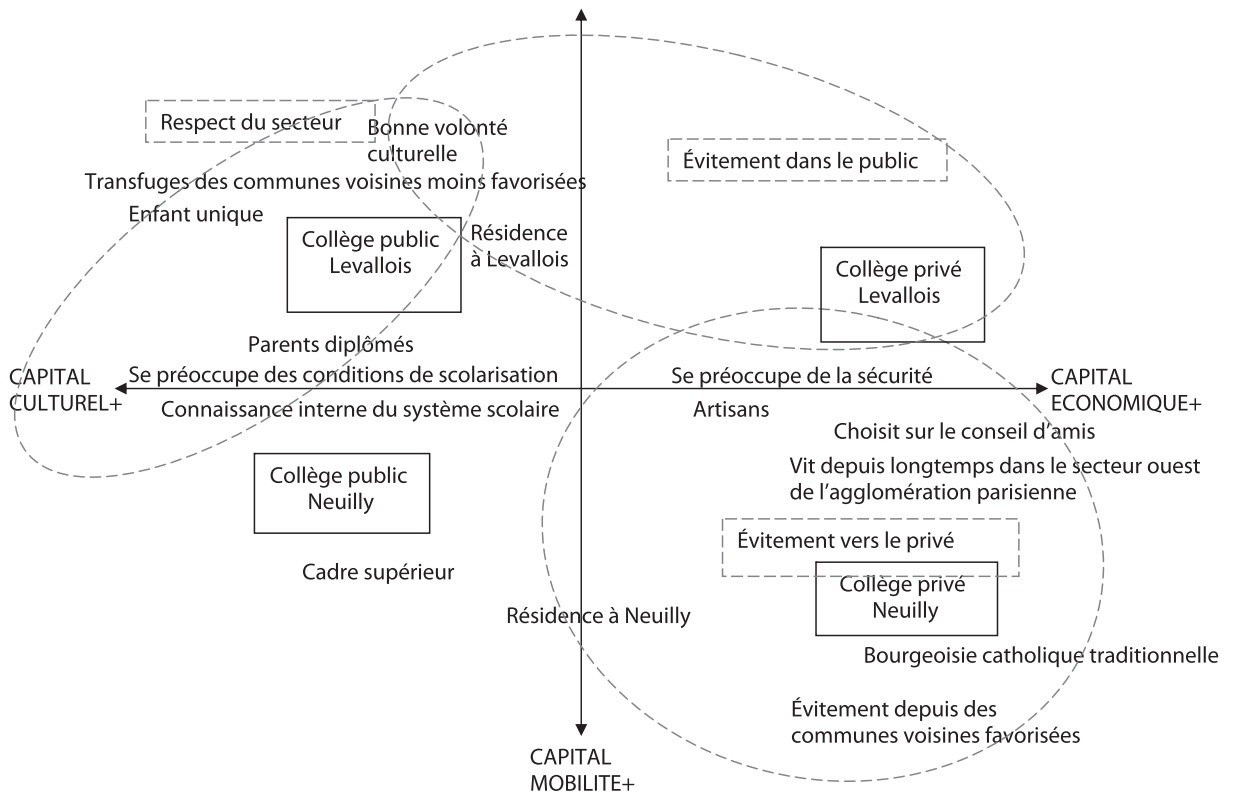 Respect du secteur
Bonne volonté
culturelle
Évitement dans le public
Transfuges des communes voisines moins favorisées
Enfant unique
Collège public
Levallois
Résidence
à Levallois
Collège privé
Levallois
Parents diplômés
CAPITAL
CULTUREL+
Se préoccupe des conditions de scolarisation
Se préoccupe de la sécurité
CAPITAL
ECONOMIQUE+
Connaissance interne du système scolaire
Artisans
Choisit sur le conseil d'amis
Vit depuis longtemps dans le secteur ouest
de l'agglomération parisienne
Collège public
Neuilly
Évitement vers le privé
Cadre supérieur
Collège privé
Neuilly
Résidence à Neuilly
Bourgeoisie catholique traditionnelle
Évitement depuis des
communes voisines favorisées
CAPITAL
MOBILITE+